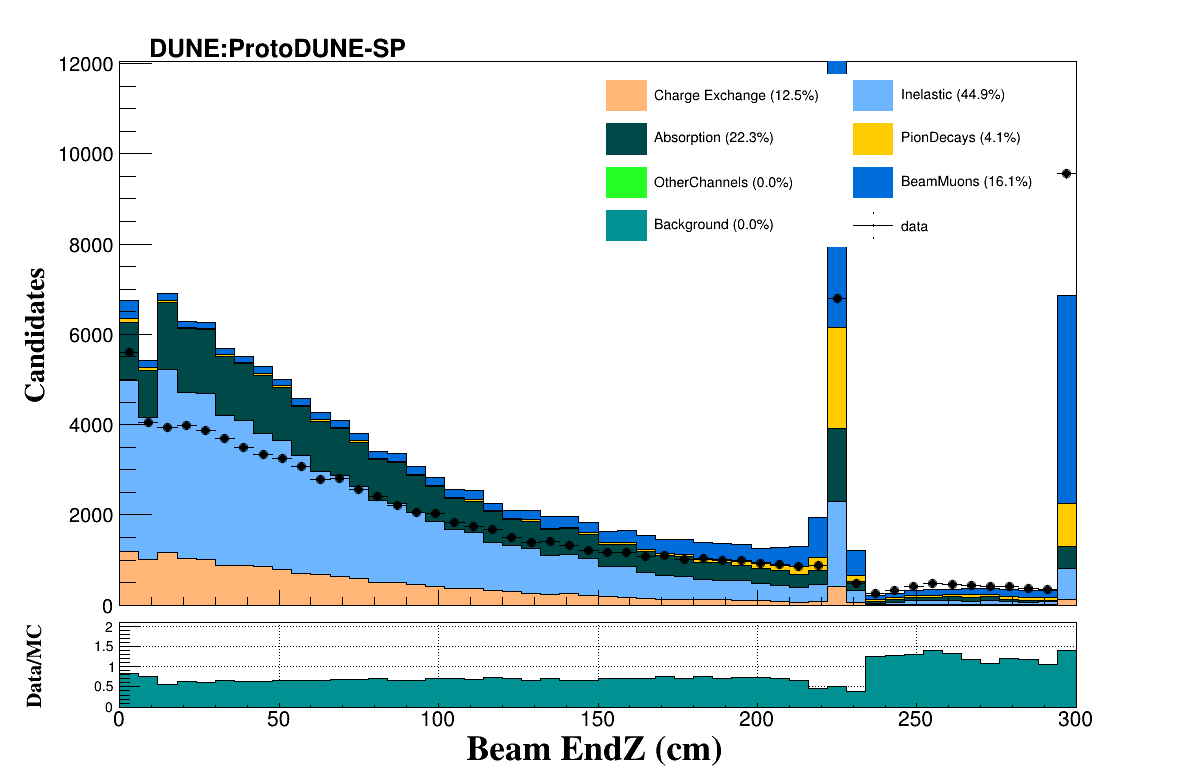 DUNE:ProtoDUNE-SP
12000
10000
8000
6000
4000
2000
0
Candidates
Charge Exchange (12.5%)
Inelastic (44.9%)
Absorption (22.3%)
PionDecays (4.1%)
OtherChannels (0.0%)
BeamMuons (16.1%)
Background (0.0%)
data
2
1.5
1
0.5
0
Data/MC
0 50 100 150 200 250 300
Beam EndZ (cm)